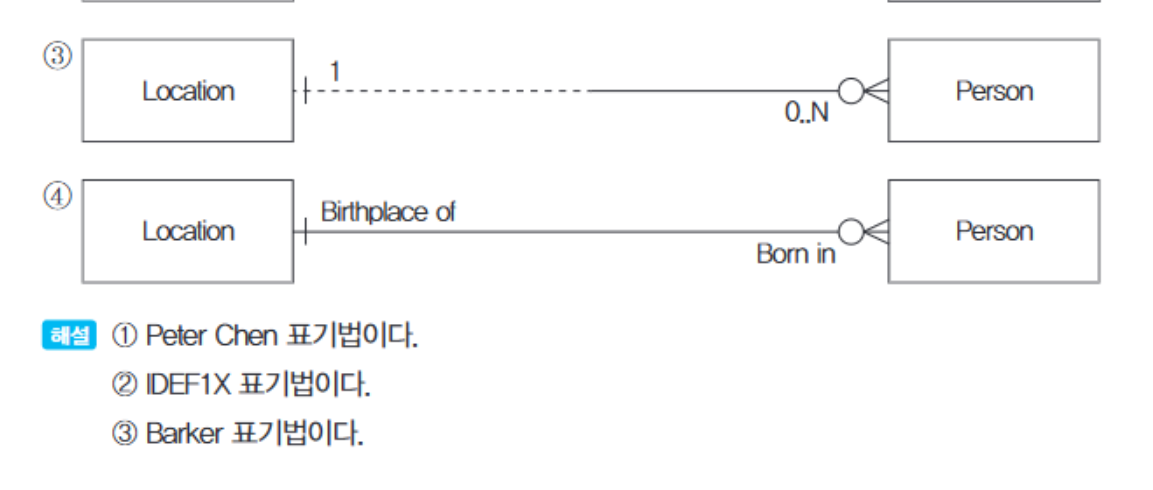 ③
1
Location
Person
0..N
④
Birthplace of
Location
Person
Born in
해설 ① Peter Chen 표기법이다.
② IDEF1X 표기법이다.
③ Barker 표기법이다.